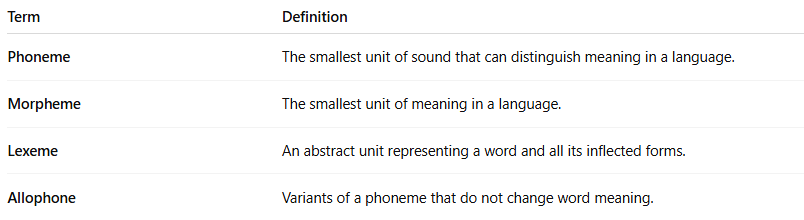 Term Definition
Phoneme The smallest unit of sound that can distinguish meaning in a language.
Morpheme The smallest unit of meaning in a language.
Lexeme An abstract unit representing a word and all its inflected forms.
Allophone Variants of a phoneme that do not change word meaning.